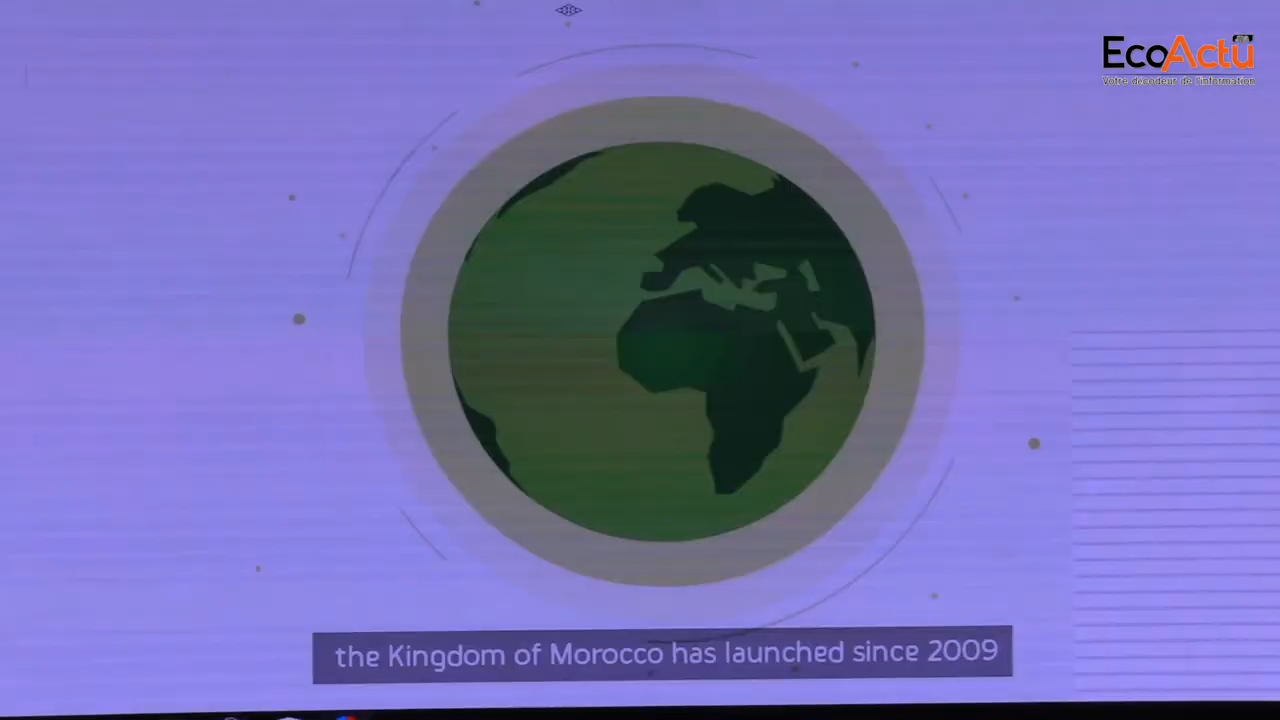 EcoActu
Votre décodeur de l'information
the Kingdom of Morocco has launched since 2009